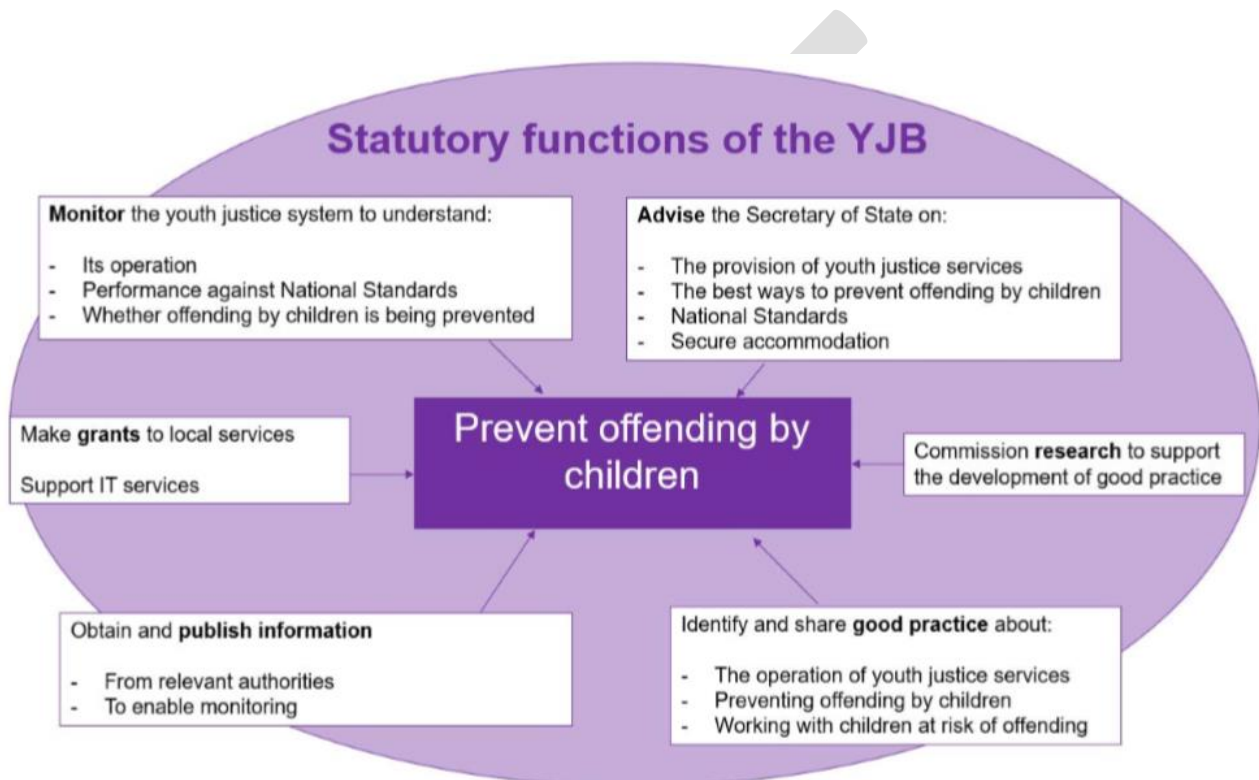 Statutory functions of the YJB
Monitor the youth justice system to understand:
- Its operation
- Performance against National Standards
- Whether offending by children is being prevented
Advise the Secretary of State on:
- The provision of youth justice services
- The best ways to prevent offending by children
- National Standards
- Secure accommodation
Make grants to local services
Support IT services
Prevent offending by
children
Commission research to support
the development of good practice
Obtain and publish information
- From relevant authorities
- To enable monitoring
Identify and share good practice about:
- The operation of youth justice services
- Preventing offending by children
- Working with children at risk of offending